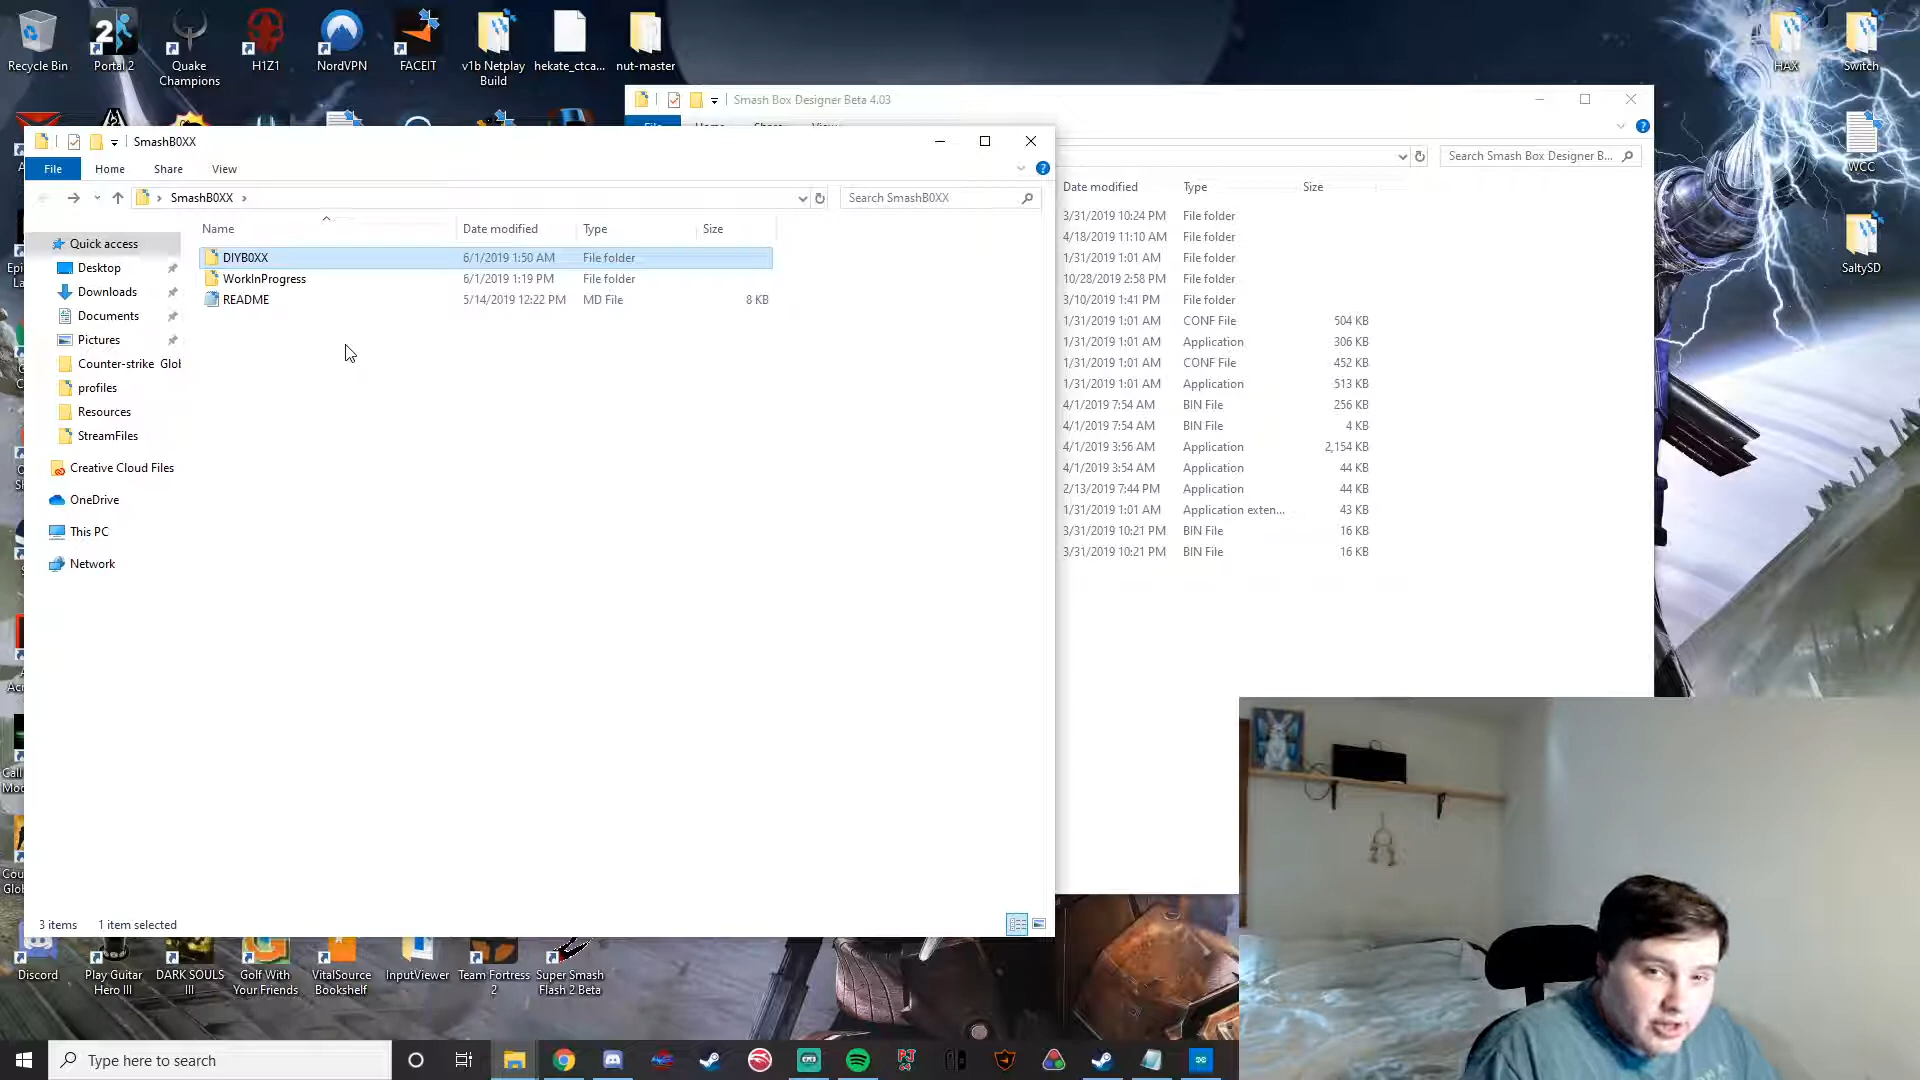 Recycle Bin
Portal 2
Quake
Champions
H1Z1
NordVPN
FACEIT
v1b Netplay
Build
hekate_ctca...
nut-master
HAX
Switch
WCC
SaltySD
Smash Box Designer Beta 4.03
Search Smash Box Designer B...
Date modified Type Size
3/31/2019 10:24 PM File folder
4/18/2019 11:10 AM File folder
1/31/2019 1:01 AM File folder
10/28/2019 2:58 PM File folder
3/10/2019 1:41 PM File folder
1/31/2019 1:01 AM CONF File 504 KB
1/31/2019 1:01 AM Application 306 KB
1/31/2019 1:01 AM CONF File 452 KB
1/31/2019 1:01 AM Application 513 KB
4/1/2019 7:54 AM BIN File 256 KB
4/1/2019 7:54 AM BIN File 4 KB
4/1/2019 3:56 AM Application 2,154 KB
4/1/2019 3:54 AM Application 44 KB
2/13/2019 7:44 PM Application 44 KB
1/31/2019 1:01 AM Application exten... 43 KB
3/31/2019 10:21 PM BIN File 16 KB
3/31/2019 10:21 PM BIN File 16 KB
SmashB0XX
File Home Share View
SmashB0XX
Search SmashB0XX
Name Date modified Type Size
DIYB0XX 6/1/2019 1:50 AM File folder
WorkInProgress 6/1/2019 1:19 PM File folder
README 5/14/2019 12:22 PM MD File 8 KB
Quick access
Desktop
Downloads
Documents
Pictures
Counter-strike Glob
profiles
Resources
StreamFiles
Creative Cloud Files
OneDrive
This PC
Network
3 items 1 item selected
Discord
Play Guitar
Hero III
DARK SOULS
III
Golf With
Your Friends
VitalSource
Bookshelf
InputViewer
Team Fortress
2
Super Smash
Flash 2 Beta
Type here to search